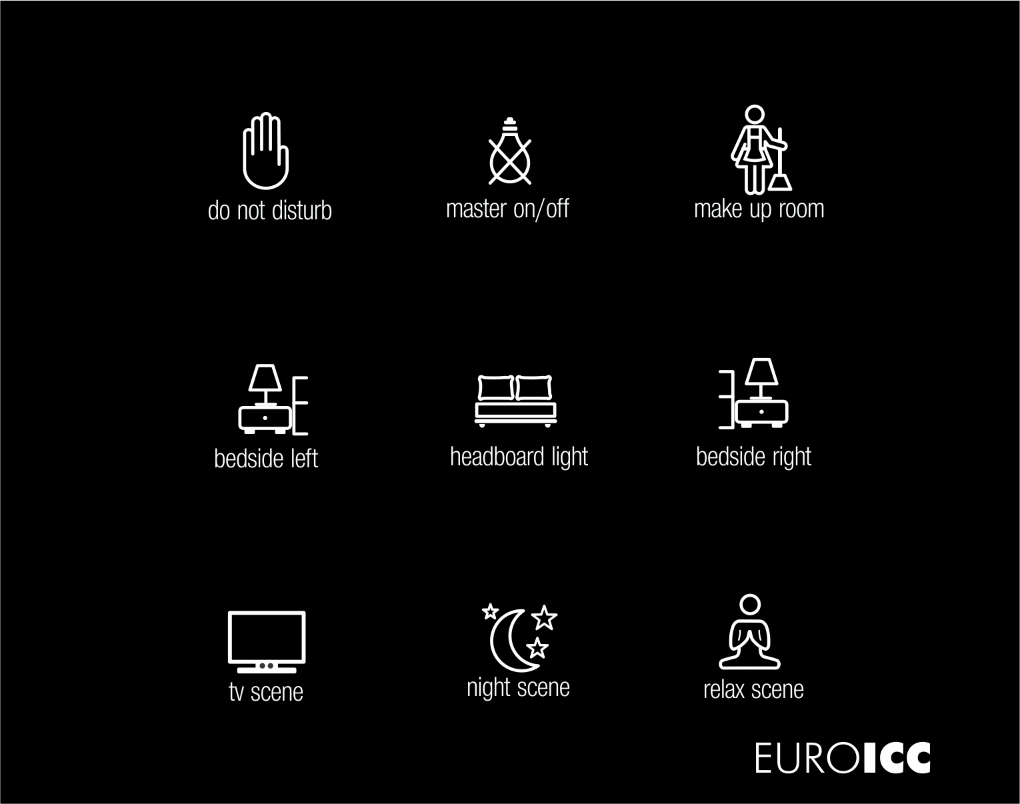 do not disturb
master on/off
make up room
bedside left
headboard light
bedside right
tv scene
night scene
relax scene
EUROICC